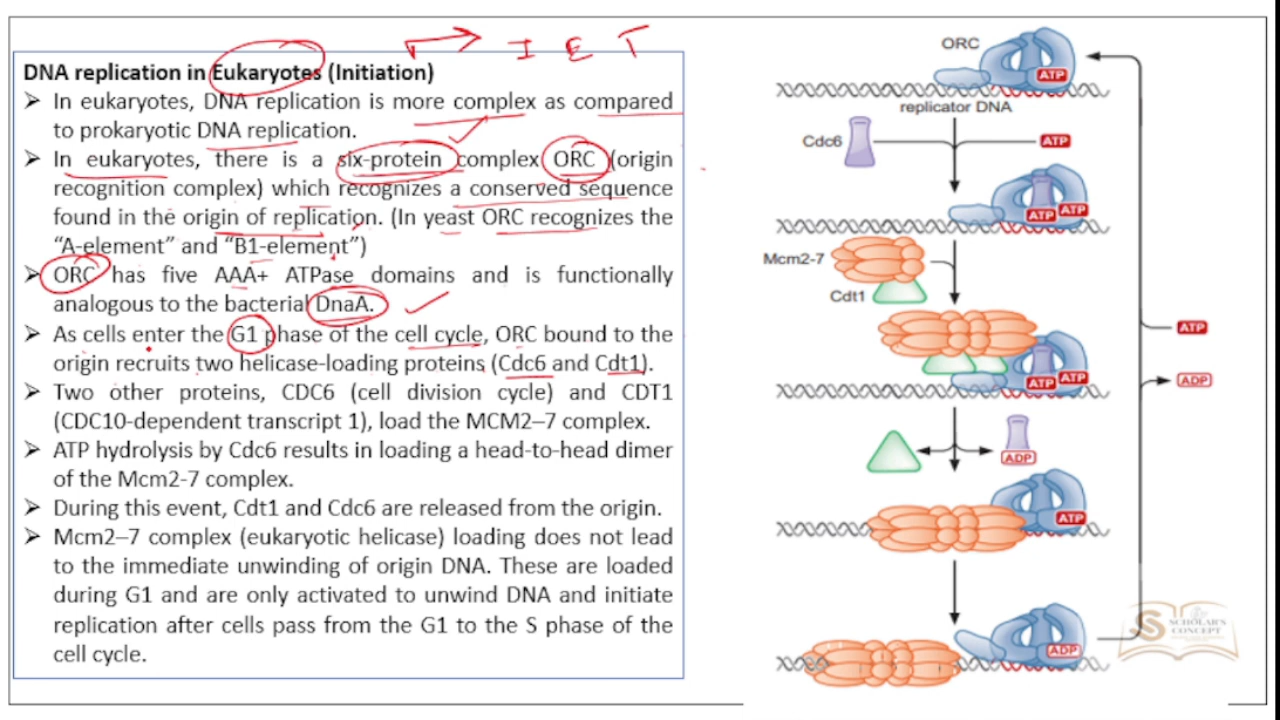 I E T
DNA replication in Eukaryotes (Initiation)
➢ In eukaryotes, DNA replication is more complex as compared
to prokaryotic DNA replication.
➢ In eukaryotes, there is a six-protein complex ORC (origin
recognition complex) which recognizes a conserved sequence
found in the origin of replication. (In yeast ORC recognizes the
“A-element” and “B1-element”)
➢ ORC has five AAA+ ATPase domains and is functionally
analogous to the bacterial DnaA.
➢ As cells enter the G1 phase of the cell cycle, ORC bound to the
origin recruits two helicase-loading proteins (Cdc6 and Cdt1).
➢ Two other proteins, CDC6 (cell division cycle) and CDT1
(CDC10-dependent transcript 1), load the MCM2–7 complex.
➢ ATP hydrolysis by Cdc6 results in loading a head-to-head dimer
of the Mcm2-7 complex.
➢ During this event, Cdt1 and Cdc6 are released from the origin.
➢ Mcm2–7 complex (eukaryotic helicase) loading does not lead
to the immediate unwinding of origin DNA. These are loaded
during G1 and are only activated to unwind DNA and initiate
replication after cells pass from the G1 to the S phase of the
cell cycle.
ORC
ATP
replicator DNA
Cdc6
ATP
ATP ATP
Mcm2-7
Cdt1
ATP
ATP ATP
ADP
ADP
ATP
ADP
SCHOLAR'S
CONCEPT